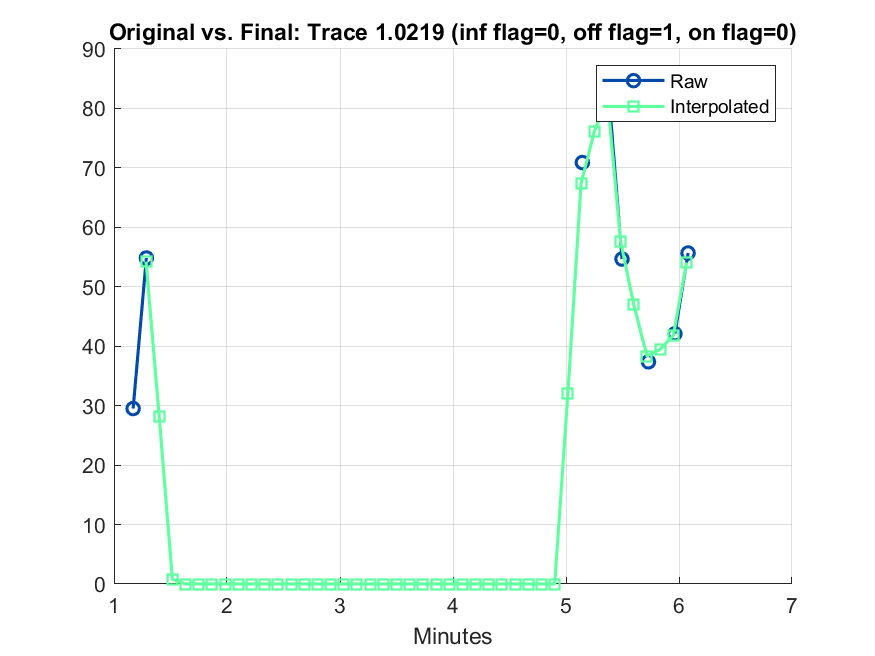 Original vs. Final: Trace 1.0219 (inf flag=0, off flag=1, on flag=0)
90
80
70
60
50
40
30
20
10
0
Raw
Interpolated
1 2 3 4 5 6 7
Minutes